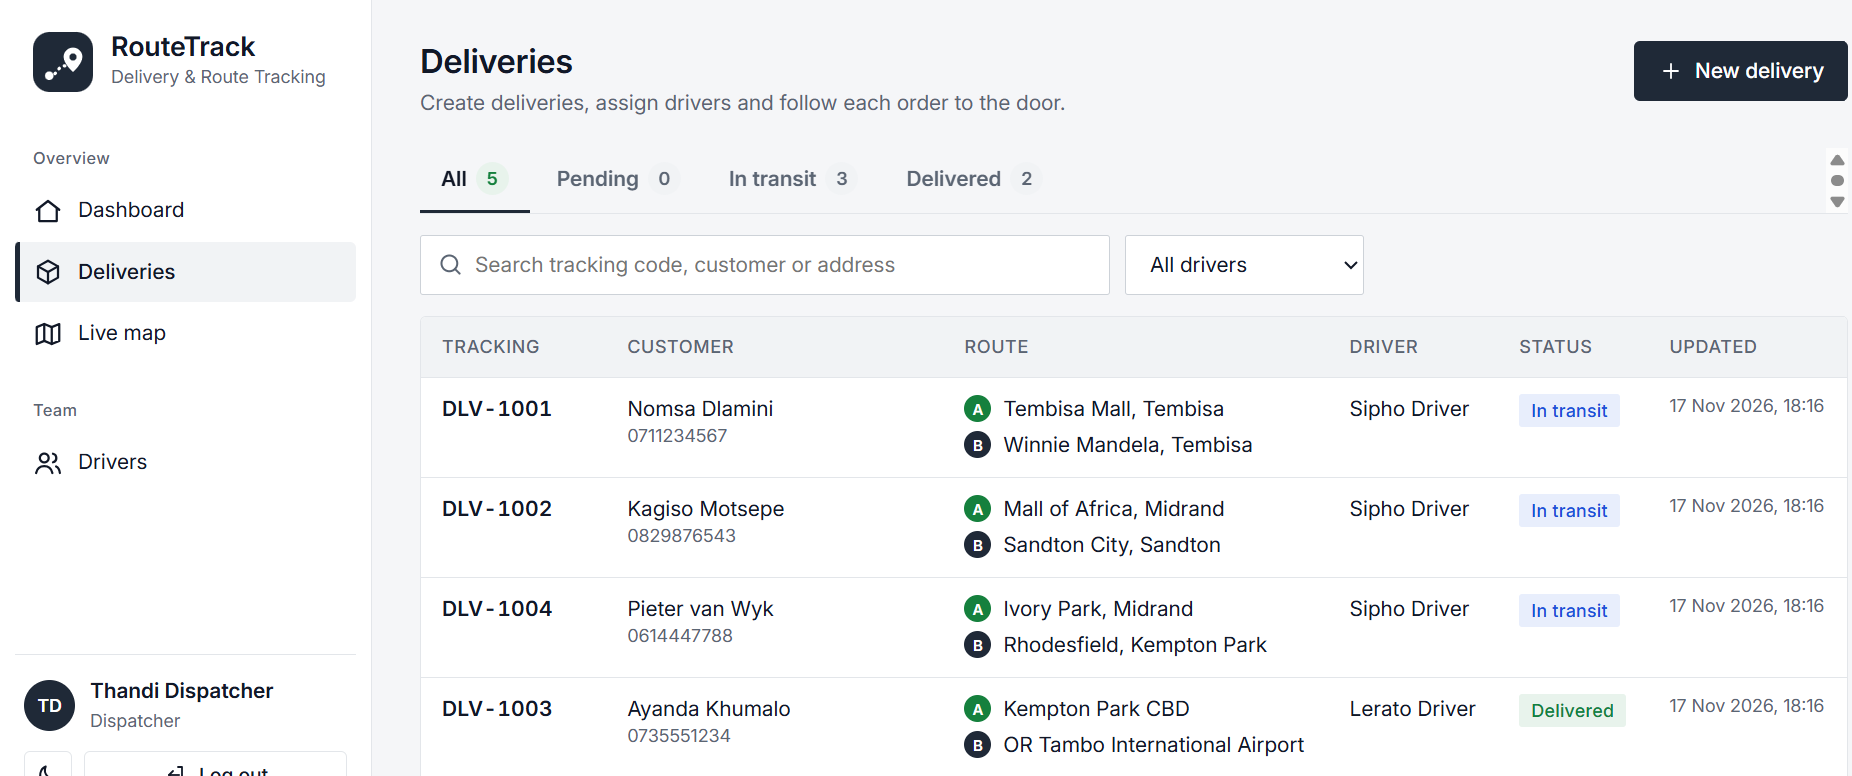 RouteTrack
Delivery & Route Tracking
Overview
Dashboard
Deliveries
Live map
Team
Drivers
TD
Thandi Dispatcher
Dispatcher
Log out
Deliveries
Create deliveries, assign drivers and follow each order to the door.
+ New delivery
All 5 Pending 0 In transit 3 Delivered 2
Search tracking code, customer or address
All drivers
TRACKING CUSTOMER ROUTE DRIVER STATUS UPDATED
DLV-1001 Nomsa Dlamini A Tembisa Mall, Tembisa Sipho Driver In transit 17 Nov 2026, 18:16
0711234567 B Winnie Mandela, Tembisa
DLV-1002 Kagiso Motsepe A Mall of Africa, Midrand Sipho Driver In transit 17 Nov 2026, 18:16
0829876543 B Sandton City, Sandton
DLV-1004 Pieter van Wyk A Ivory Park, Midrand Sipho Driver In transit 17 Nov 2026, 18:16
0614447788 B Rhodesfield, Kempton Park
DLV-1003 Ayanda Khumalo A Kempton Park CBD Lerato Driver Delivered 17 Nov 2026, 18:16
0735551234 B OR Tambo International Airport